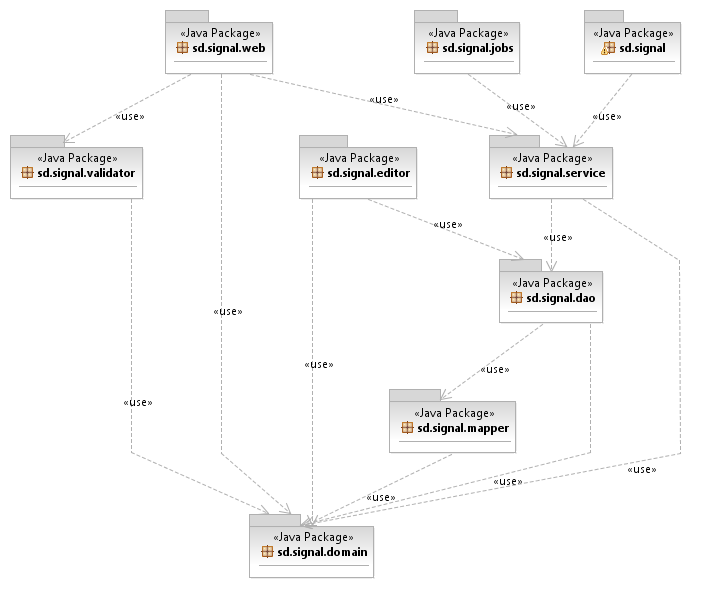 «Java Package»
sd.signal.web
«Java Package»
sd.signal.jobs
«Java Package»
sd.signal
«use»
«use»
«use»
«use»
«Java Package»
sd.signal.validator
«Java Package»
sd.signal.editor
«Java Package»
sd.signal.service
«use»
«use»
«Java Package»
sd.signal.dao
«use»
«use»
«use»
«use»
«Java Package»
sd.signal.mapper
«use»
«use»
«use»
«Java Package»
sd.signal.domain